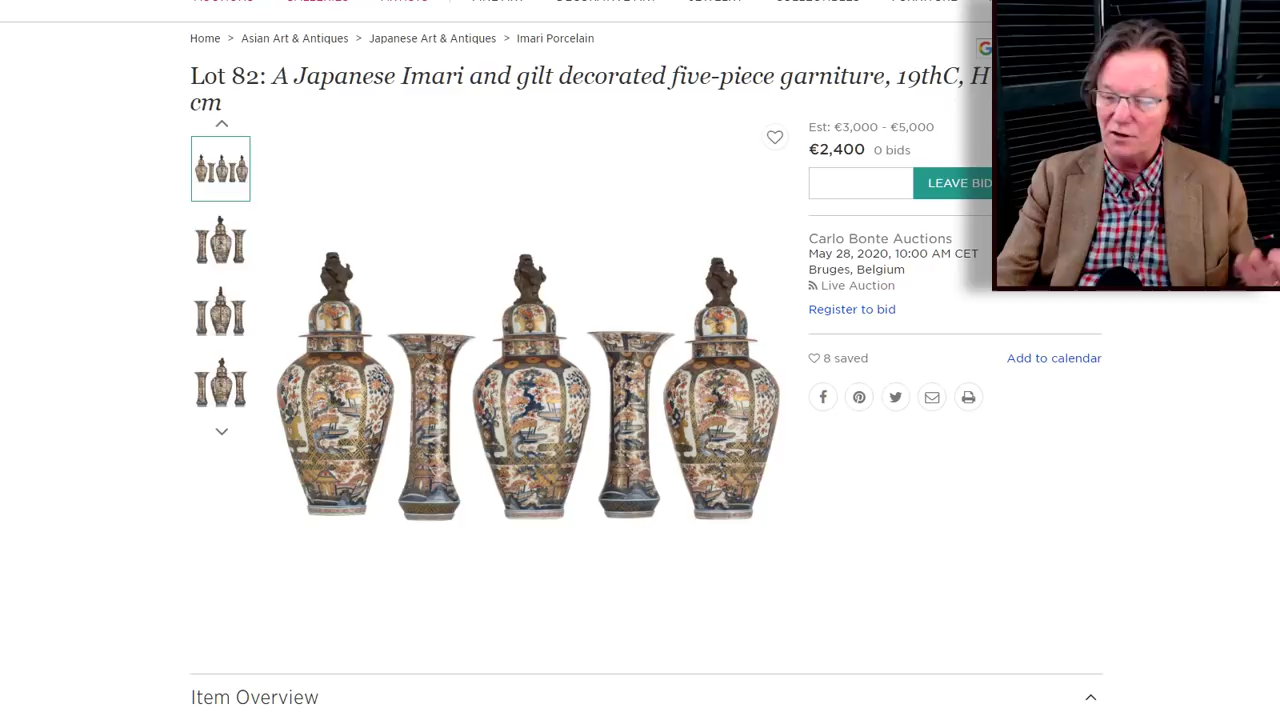 Home > Asian Art & Antiques > Japanese Art & Antiques > Imari Porcelain
Lot 82: A Japanese Imari and gilt decorated five-piece garniture, 19thC, H
cm
Est: €3,000 - €5,000
€2,400 0 bids
LEAVE BID
Carlo Bonte Auctions
May 28, 2020, 10:00 AM CET
Bruges, Belgium
Live Auction
Register to bid
8 saved
Add to calendar
Item Overview